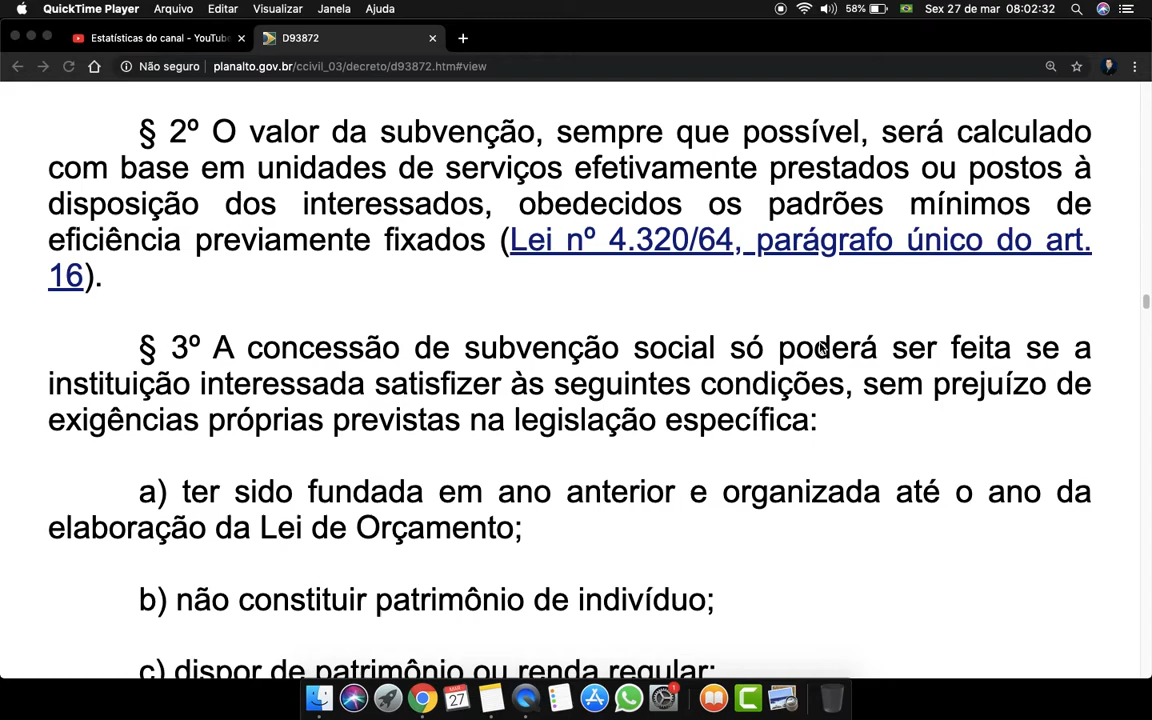 QuickTime Player Arquivo Editar Visualizar Janela Ajuda 58% Sex 27 de mar 08:02:32
Estatísticas do canal - YouTube D93872
Não seguro planalto.gov.br/ccivil_03/decreto/d93872.htm#view
§ 2º O valor da subvenção, sempre que possível, será calculado
com base em unidades de serviços efetivamente prestados ou postos à
disposição dos interessados, obedecidos os padrões mínimos de
eficiência previamente fixados (Lei nº 4.320/64, parágrafo único do art.
16).
§ 3º A concessão de subvenção social só poderá ser feita se a
instituição interessada satisfizer às seguintes condições, sem prejuízo de
exigências próprias previstas na legislação específica:
a) ter sido fundada em ano anterior e organizada até o ano da
elaboração da Lei de Orçamento;
b) não constituir patrimônio de indivíduo;
c) dispor de patrimônio ou renda regular;
MAR
27
1